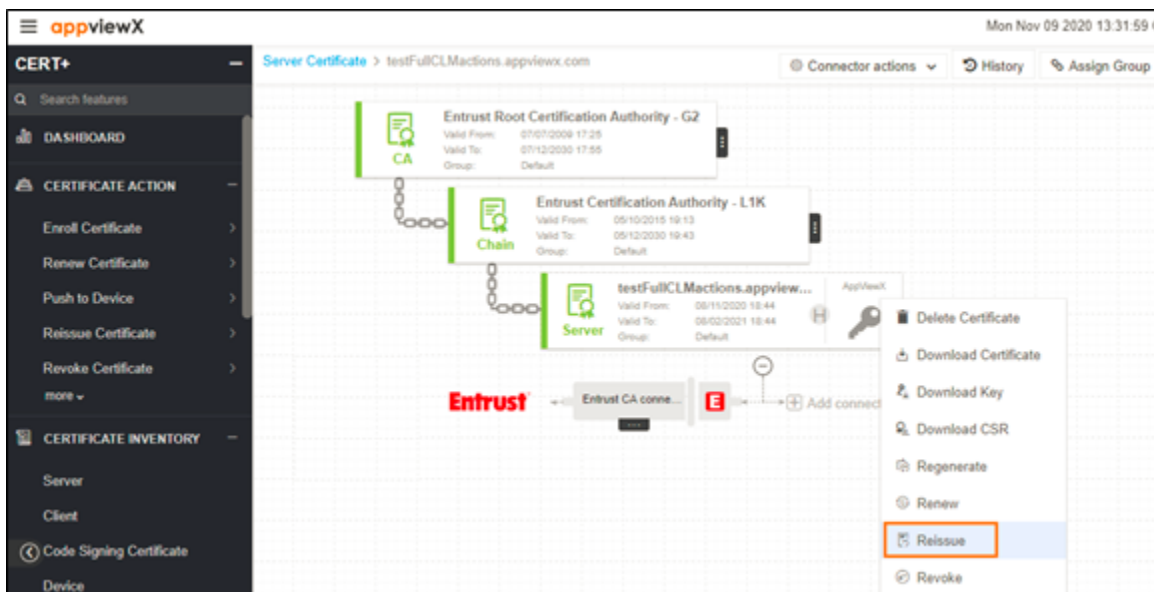 appviewX
Mon Nov 09 2020 13:31:59
CERT+
Search features
DASHBOARD
CERTIFICATE ACTION
Enroll Certificate
Renew Certificate
Push to Device
Reissue Certificate
Revoke Certificate
more
CERTIFICATE INVENTORY
Server
Client
Code Signing Certificate
Device
Server Certificate > testFullCLMactions.appviewx.com
Connector actions
History
Assign Group
Entrust Root Certification Authority - G2
Valid From: 07/07/2009 17:25
Valid To: 07/12/2030 17:55
Group: Default
CA
Entrust Certification Authority - L1K
Valid From: 05/10/2015 19:13
Valid To: 05/12/2030 19:43
Group: Default
Chain
testFullCLMactions.appview...
Valid From: 08/11/2020 18:44
Valid To: 08/02/2021 18:44
Group: Default
Server
AppViewX
H
Entrust
Entrust CA conne...
E
Add connect
Delete Certificate
Download Certificate
Download Key
Download CSR
Regenerate
Renew
Reissue
Revoke